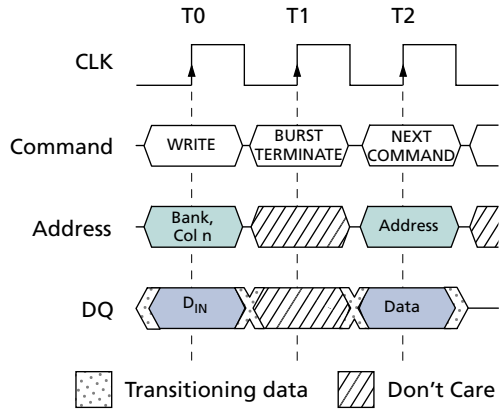 T0 T1 T2
CLK
Command WRITE BURST TERMINATE NEXT COMMAND
Address Bank, Col n Address
DQ DIN Data
Transitioning data Don't Care